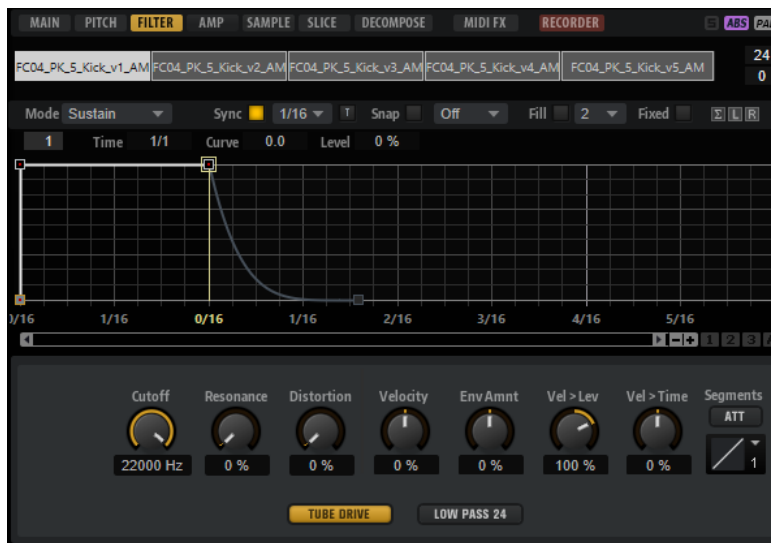 MAIN PITCH FILTER AMP SAMPLE SLICE DECOMPOSE MIDI FX RECORDER S ABS
FC04_PK_5_Kick_v1_AM FC04_PK_5_Kick_v2_AM FC04_PK_5_Kick_v3_AM FC04_PK_5_Kick_v4_AM FC04_PK_5_Kick_v5_AM 24
0
Mode Sustain Sync 1/16 T Snap Off Fill 2 Fixed Σ L R
1 Time 1/1 Curve 0.0 Level 0 %
1/16 0/16 1/16 2/16 3/16 4/16 5/16
1 2 3
Cutoff Resonance Distortion Velocity Env Amnt Vel > Lev Vel > Time Segments
ATT
22000 Hz 0 % 0 % 0 % 0 % 100 % 0 % 1
TUBE DRIVE LOW PASS 24